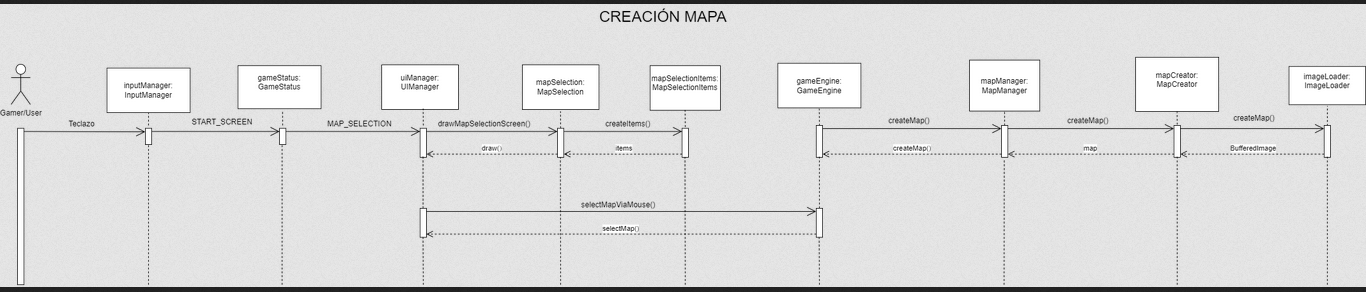 CREACIÓN MAPA
Gamer/User
inputManager:
InputManager
gameStatus:
GameStatus
uiManager:
UIManager
mapSelection:
MapSelection
mapSelectionItems:
MapSelectionItems
gameEngine:
GameEngine
mapManager:
MapManager
mapCreator:
MapCreator
imageLoader:
ImageLoader
Teclazo
START_SCREEN
MAP_SELECTION
drawMapSelectionScreen()
createItems()
createMap()
createMap()
createMap()
draw()
items
createMap()
map
BufferedImage
selectMapViaMouse()
selectMap()